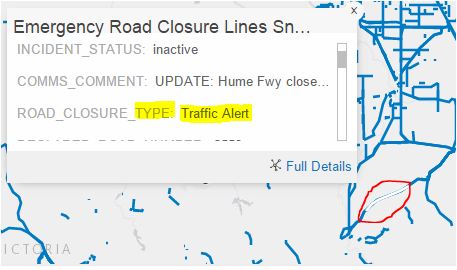 Emergency Road Closure Lines Sn...
INCIDENT_STATUS: inactive
COMMS_COMMENT: UPDATE: Hume Fwy close...
ROAD_CLOSURE_TYPE: Traffic Alert
Full Details
VICTORIA